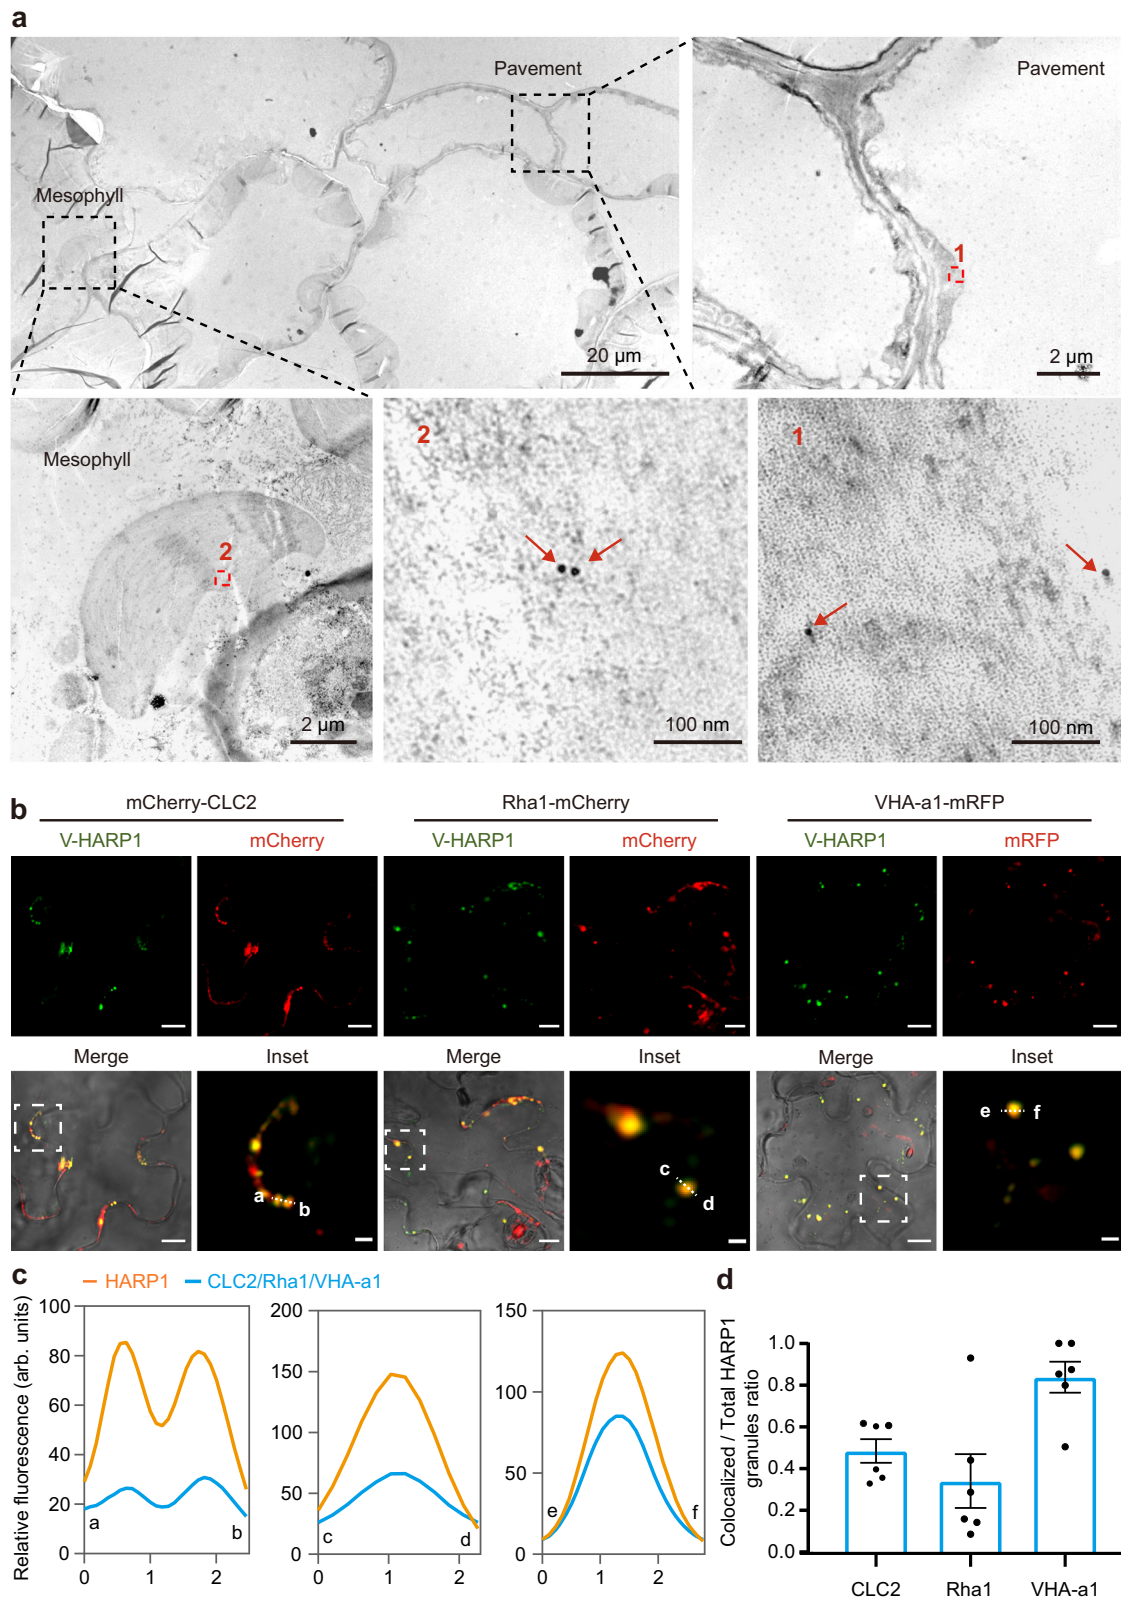 a
Pavement
Pavement
Mesophyll
1
20 µm
2 µm
Mesophyll
2
2 µm
2
100 nm
1
100 nm
b
mCherry-CLC2
Rha1-mCherry
VHA-a1-mRFP
V-HARP1
mCherry
V-HARP1
mCherry
V-HARP1
mRFP
Merge
Inset
Merge
Inset
Merge
Inset
a
b
c
d
e
f
c
HARP1
CLC2/Rha1/VHA-a1
Relative fluorescence (arb. units)
100
80
60
40
20
0
a
b
0
1
2
200
150
100
50
0
c
d
0
1
2
150
100
50
0
e
f
0
1
2
d
Colocalized / Total HARP1
granules ratio
1.0
0.8
0.6
0.4
0.2
0.0
CLC2
Rha1
VHA-a1